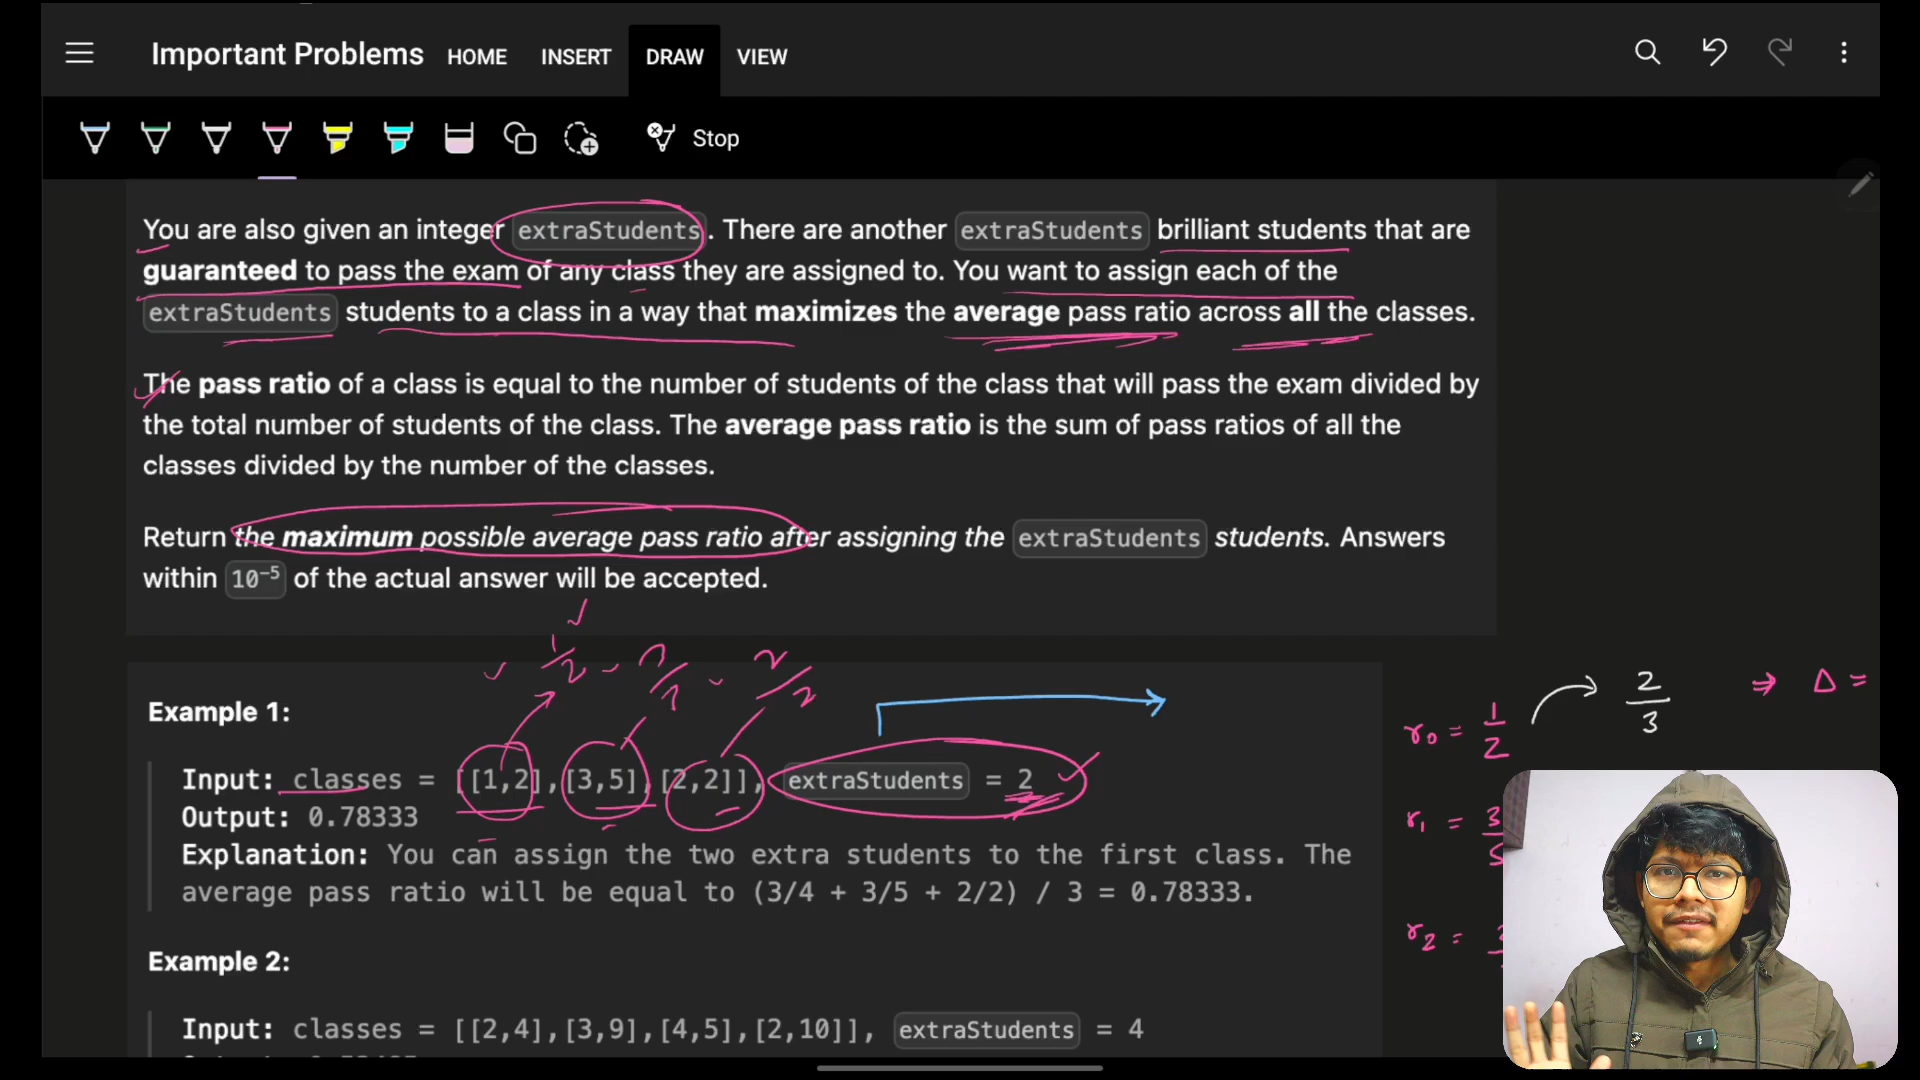 Important Problems HOME INSERT DRAW VIEW
Stop
You are also given an integer extraStudents. There are another extraStudents brilliant students that are
guaranteed to pass the exam of any class they are assigned to. You want to assign each of the
extraStudents students to a class in a way that maximizes the average pass ratio across all the classes.
The pass ratio of a class is equal to the number of students of the class that will pass the exam divided by
the total number of students of the class. The average pass ratio is the sum of pass ratios of all the
classes divided by the number of the classes.
Return the maximum possible average pass ratio after assigning the extraStudents students. Answers
within 10⁻⁵ of the actual answer will be accepted.
1/2 2/2
Example 1:
Input: classes = [[1,2],[3,5],[2,2]], extraStudents = 2
Output: 0.78333
Explanation: You can assign the two extra students to the first class. The
average pass ratio will be equal to (3/4 + 3/5 + 2/2) / 3 = 0.78333.
Example 2:
Input: classes = [[2,4],[3,9],[4,5],[2,10]], extraStudents = 4
r0 = 1/2 2/3 ⇒ Δ =
r1 = 3/5
r2 =